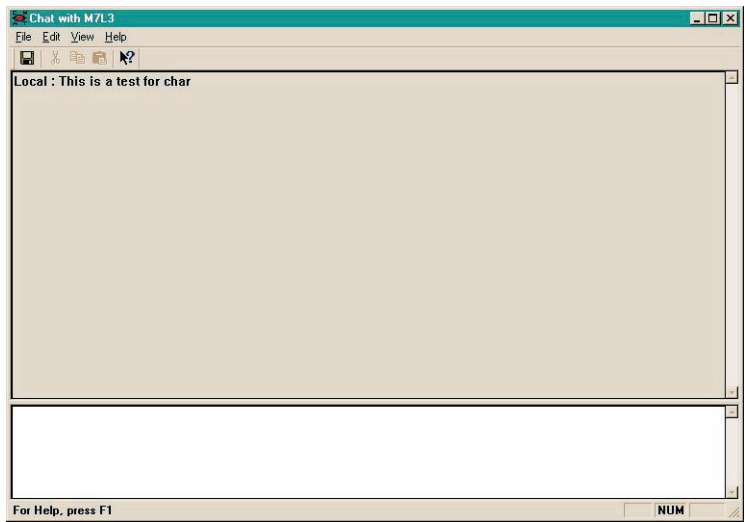 Chat with M7L3
File Edit View Help
Local : This is a test for char
For Help, press F1
NUM